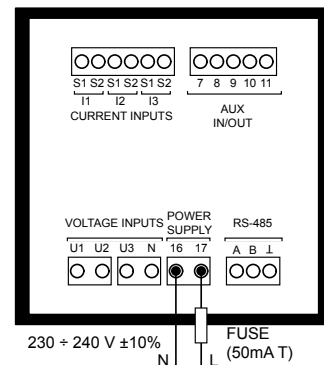 S1 S2 S1 S2 S1 S2
I1 I2 I3
CURRENT INPUTS
7 8 9 10 11
AUX
IN/OUT
VOLTAGE INPUTS
POWER
SUPPLY
RS-485
U1 U2 U3 N 16 17 A B ⊥
230 ÷ 240 V ±10%
FUSE
(50mA T)
N L